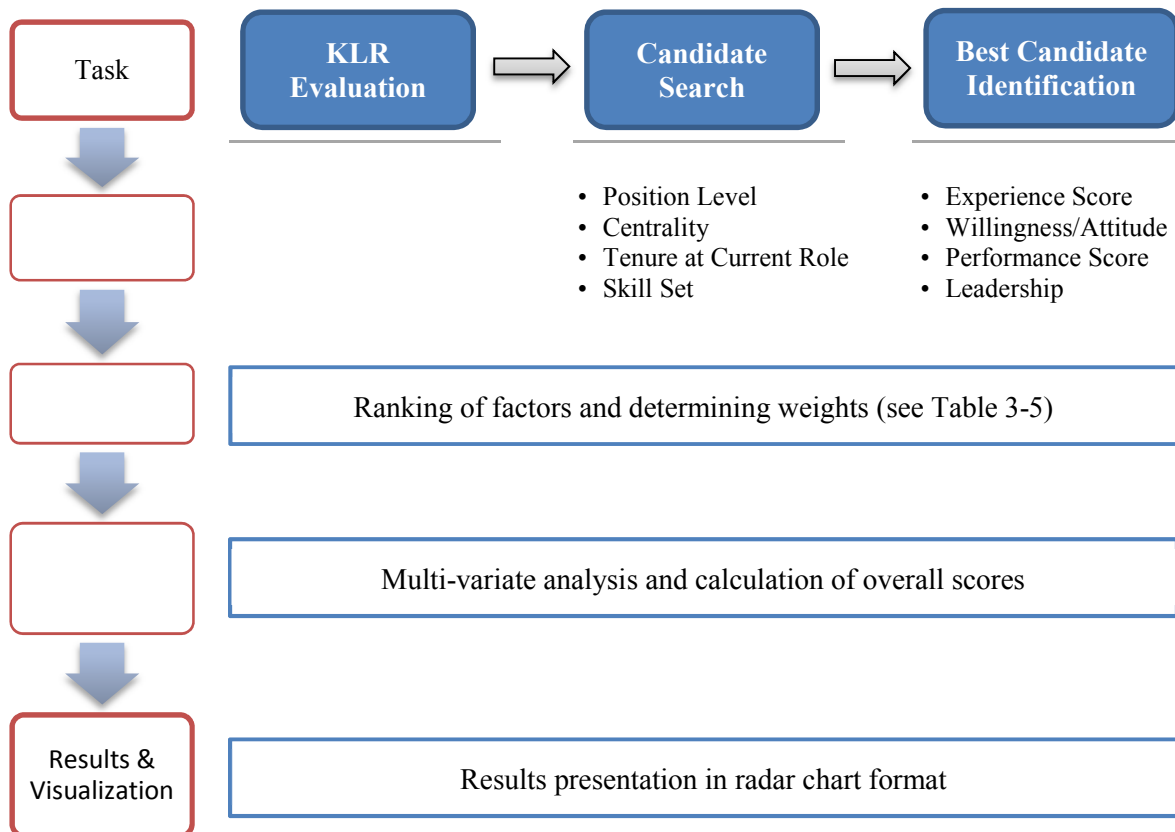 Task
KLR
Evaluation
Candidate
Search
Best Candidate
Identification
• Position Level
• Centrality
• Tenure at Current Role
• Skill Set
• Experience Score
• Willingness/Attitude
• Performance Score
• Leadership
Ranking of factors and determining weights (see Table 3-5)
Multi-variate analysis and calculation of overall scores
Results &
Visualization
Results presentation in radar chart format